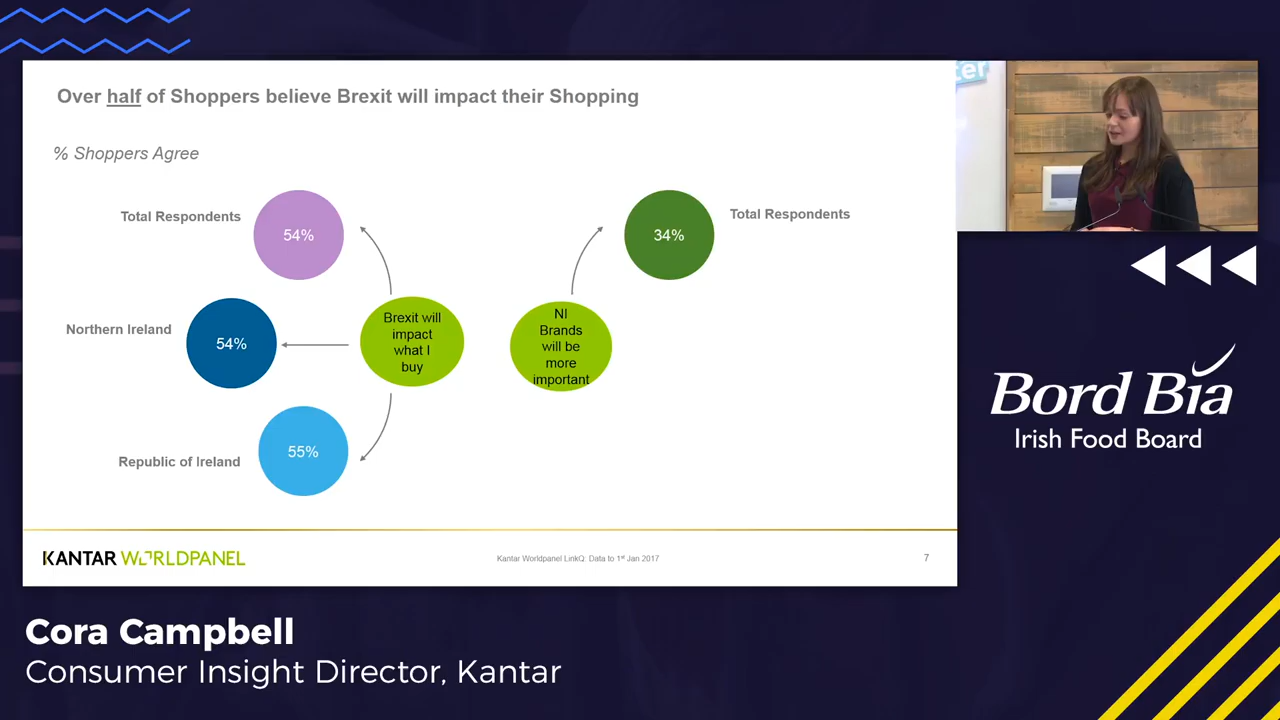 Over half of Shoppers believe Brexit will impact their Shopping
% Shoppers Agree
Total Respondents
54%
Northern Ireland
54%
Republic of Ireland
55%
Brexit will
impact
what I
buy
NI
Brands
will be
more
important
34%
Total Respondents
KANTAR WORLDPANEL
Kantar Worldpanel LinkQ: Data to 1st Jan 2017
7
ter
Bord Bia
Irish Food Board
Cora Campbell
Consumer Insight Director, Kantar